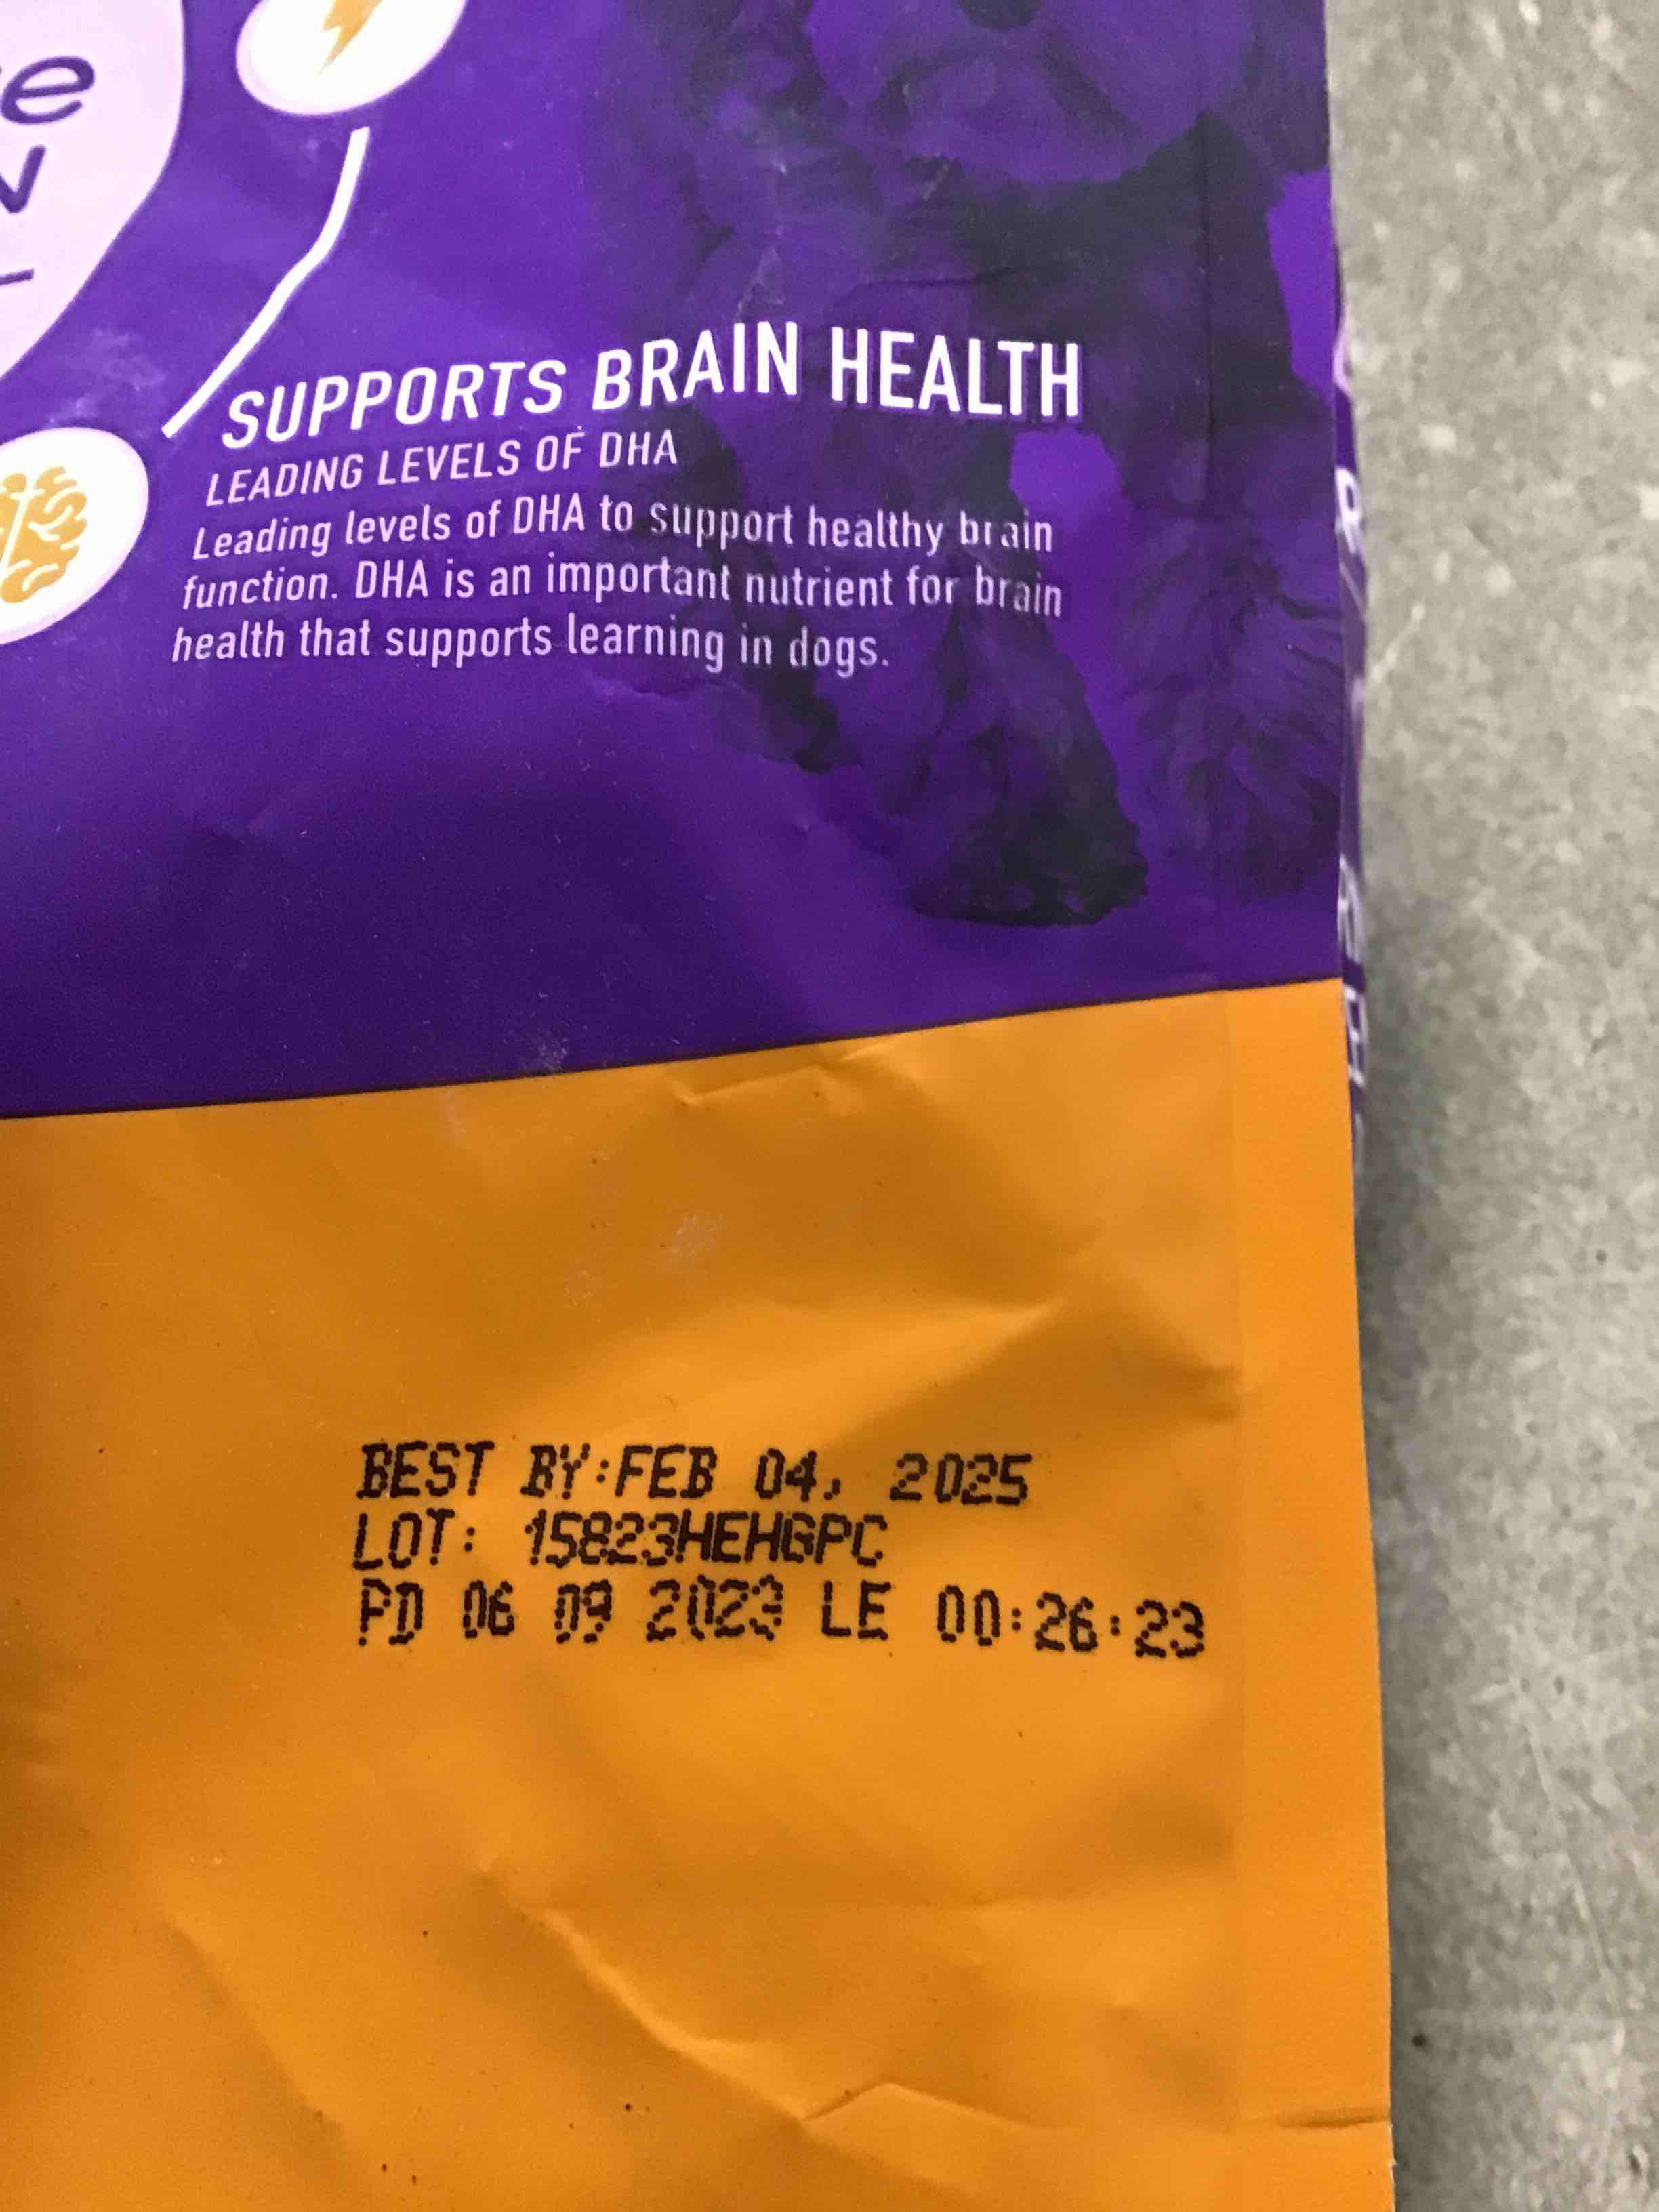 SUPPORTS BRAIN HEALTH
LEADING LEVELS OF DHA
Leading levels of DHA to support healthy brain
function. DHA is an important nutrient for brain
health that supports learning in dogs.
BEST BY:FEB 04, 2025
LOT: 15823HEHGPC
PD 06 09 2023 LE 00:26:23